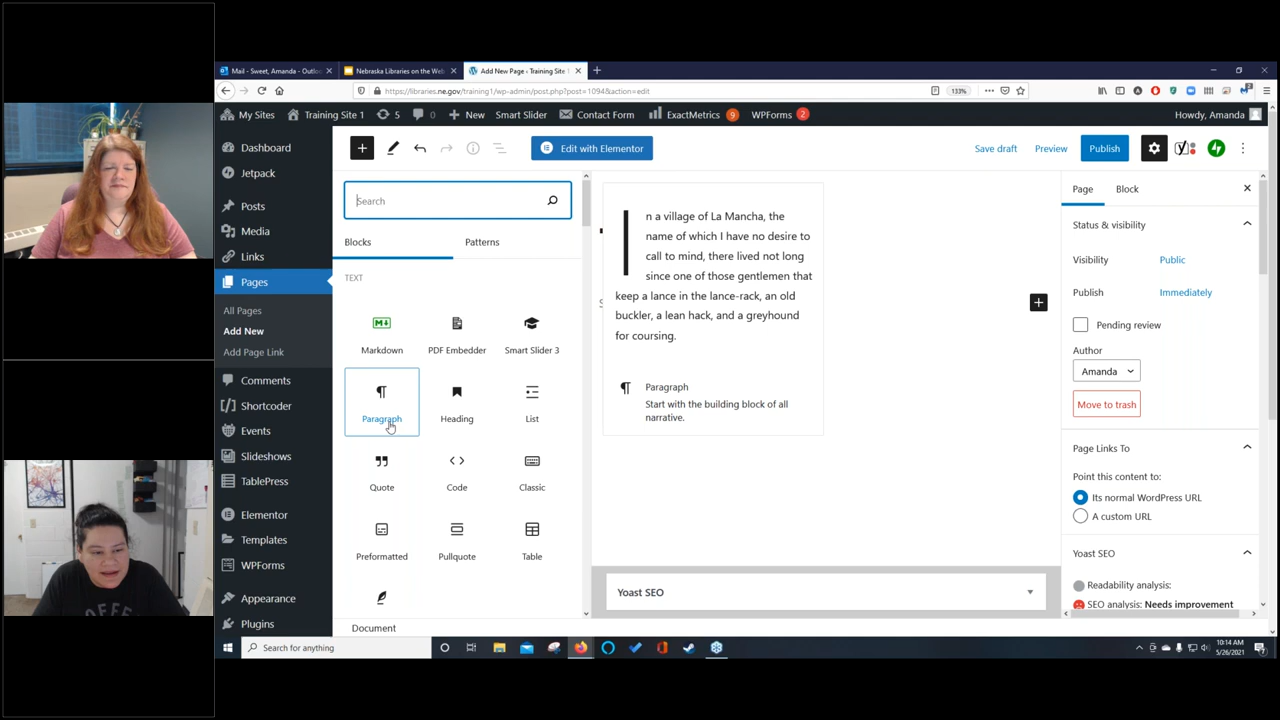 Mail - Sweet, Amanda - Outloo
Nebraska Libraries on the Web
Add New Page ‹ Training Site 1
https://libraries.ne.gov/training1/wp-admin/post.php?post=1094&action=edit
133%
My Sites
Training Site 1
5
0
New
Smart Slider
Contact Form
ExactMetrics
9
WPForms
2
Howdy, Amanda
Dashboard
Jetpack
Posts
Media
Links
Pages
All Pages
Add New
Add Page Link
Comments
Shortcoder
Events
Slideshows
TablePress
Elementor
Templates
WPForms
Appearance
Plugins
Edit with Elementor
Save draft
Preview
Publish
Search
Blocks
Patterns
TEXT
Markdown
PDF Embedder
Smart Slider 3
Paragraph
Heading
List
Quote
Code
Classic
Preformatted
Pullquote
Table
Document
In a village of La Mancha, the
name of which I have no desire to
call to mind, there lived not long
since one of those gentlemen that
keep a lance in the lance-rack, an old
buckler, a lean hack, and a greyhound
for coursing.
Paragraph
Start with the building block of all
narrative.
Yoast SEO
Page
Block
Status & visibility
Visibility
Public
Publish
Immediately
Pending review
Author
Amanda
Move to trash
Page Links To
Point this content to:
Its normal WordPress URL
A custom URL
Yoast SEO
Readability analysis:
SEO analysis: Needs improvement
Search for anything
10:14 AM
5/26/2021